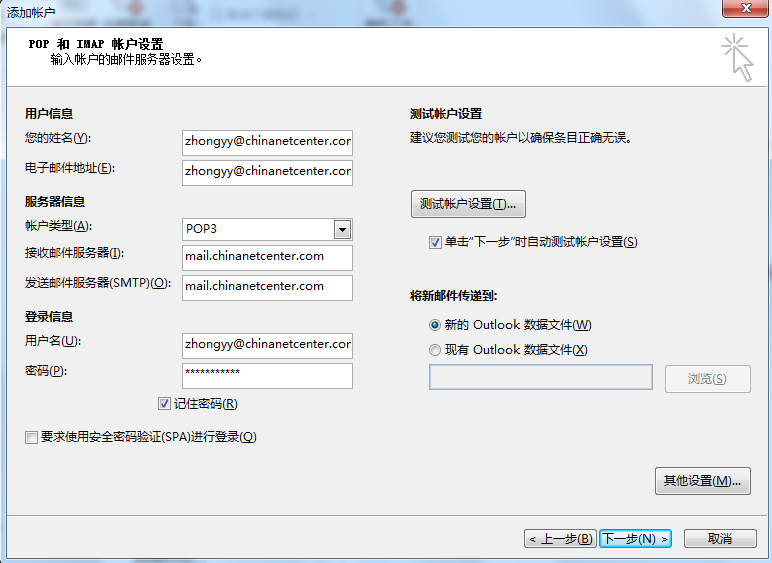 添加帐户
POP 和 IMAP 帐户设置
输入帐户的邮件服务器设置。
用户信息
您的姓名(Y):
zhongyy@chinanetcenter.com
电子邮件地址(E):
zhongyy@chinanetcenter.com
服务器信息
帐户类型(A):
POP3
接收邮件服务器(I):
mail.chinanetcenter.com
发送邮件服务器(SMTP)(O):
mail.chinanetcenter.com
登录信息
用户名(U):
zhongyy@chinanetcenter.com
密码(P):
***********
记住密码(R)
要求使用安全密码验证(SPA)进行登录(Q)
测试帐户设置
建议您测试您的帐户以确保条目正确无误。
测试帐户设置(T)...
单击“下一步”时自动测试帐户设置(S)
将新邮件传递到:
新的 Outlook 数据文件(W)
现有 Outlook 数据文件(X)
浏览(S)
其他设置(M)...
< 上一步(B)
下一步(N) >
取消